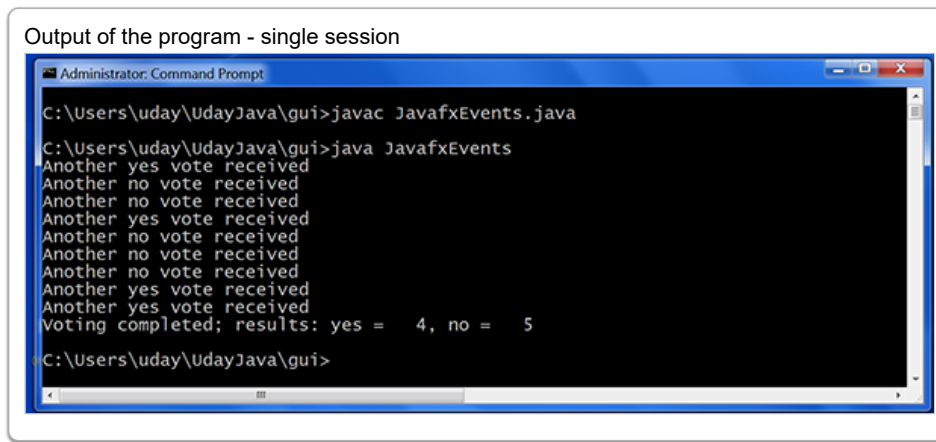 Output of the program - single session
Administrator: Command Prompt
C:\Users\uday\UdayJava\gui>javac JavafxEvents.java
C:\Users\uday\UdayJava\gui>java JavafxEvents
Another yes vote received
Another no vote received
Another no vote received
Another yes vote received
Another no vote received
Another no vote received
Another no vote received
Another yes vote received
Another yes vote received
Voting completed; results: yes =   4, no =   5
C:\Users\uday\UdayJava\gui>